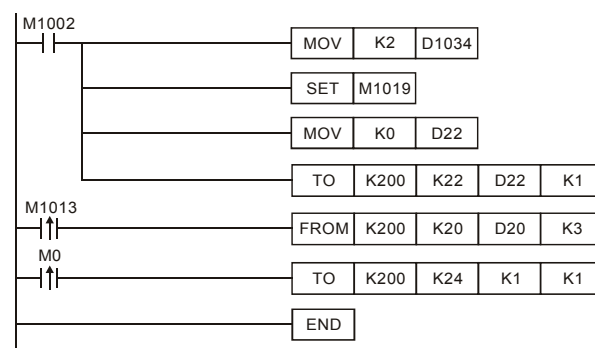 M1002
MOV K2 D1034
SET M1019
MOV K0 D22
TO K200 K22 D22 K1
M1013
FROM K200 K20 D20 K3
M0
TO K200 K24 K1 K1
END